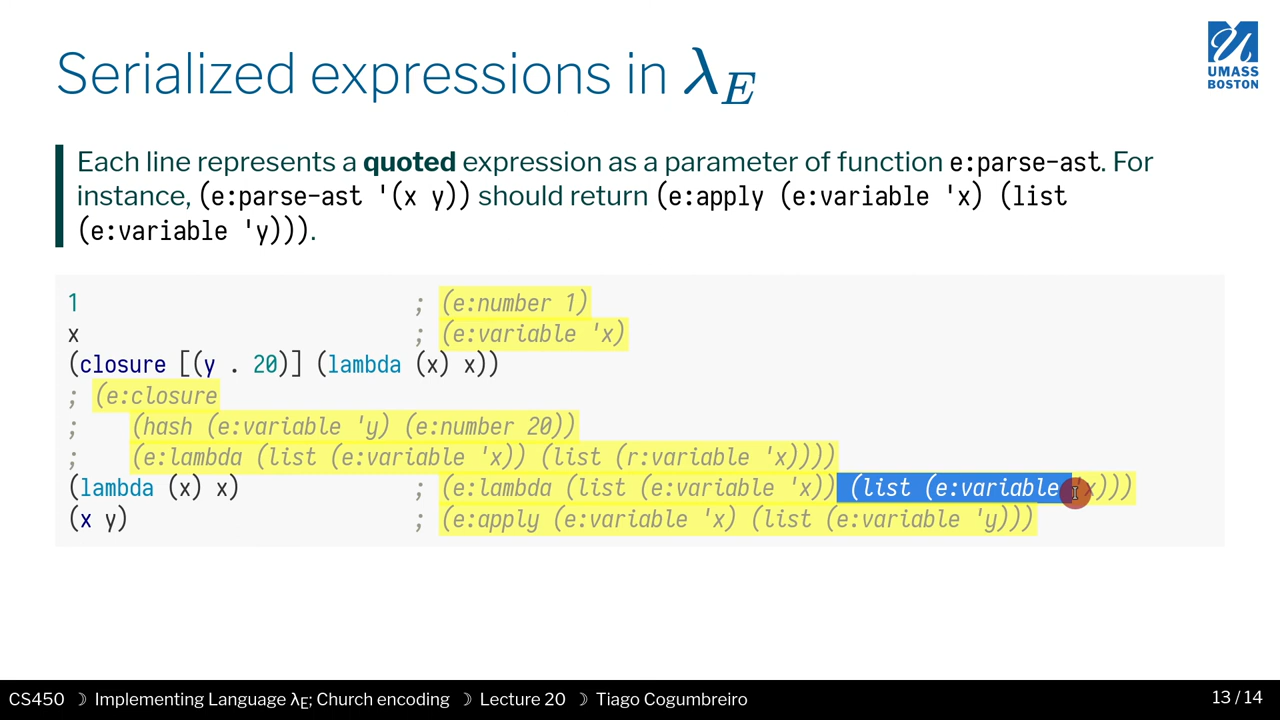 Serialized expressions in λE
UMASS
BOSTON
Each line represents a quoted expression as a parameter of function e:parse-ast. For
instance, (e:parse-ast '(x y)) should return (e:apply (e:variable 'x) (list
(e:variable 'y))).
1 ; (e:number 1)
x ; (e:variable 'x)
(closure [(y . 20)] (lambda (x) x))
; (e:closure
; (hash (e:variable 'y) (e:number 20))
; (e:lambda (list (e:variable 'x)) (list (r:variable 'x))))
(lambda (x) x) ; (e:lambda (list (e:variable 'x)) (list (e:variable 'x)))
(x y) ; (e:apply (e:variable 'x) (list (e:variable 'y)))
CS450 ☽ Implementing Language λE; Church encoding ☽ Lecture 20 ☽ Tiago Cogumbreiro
13 / 14